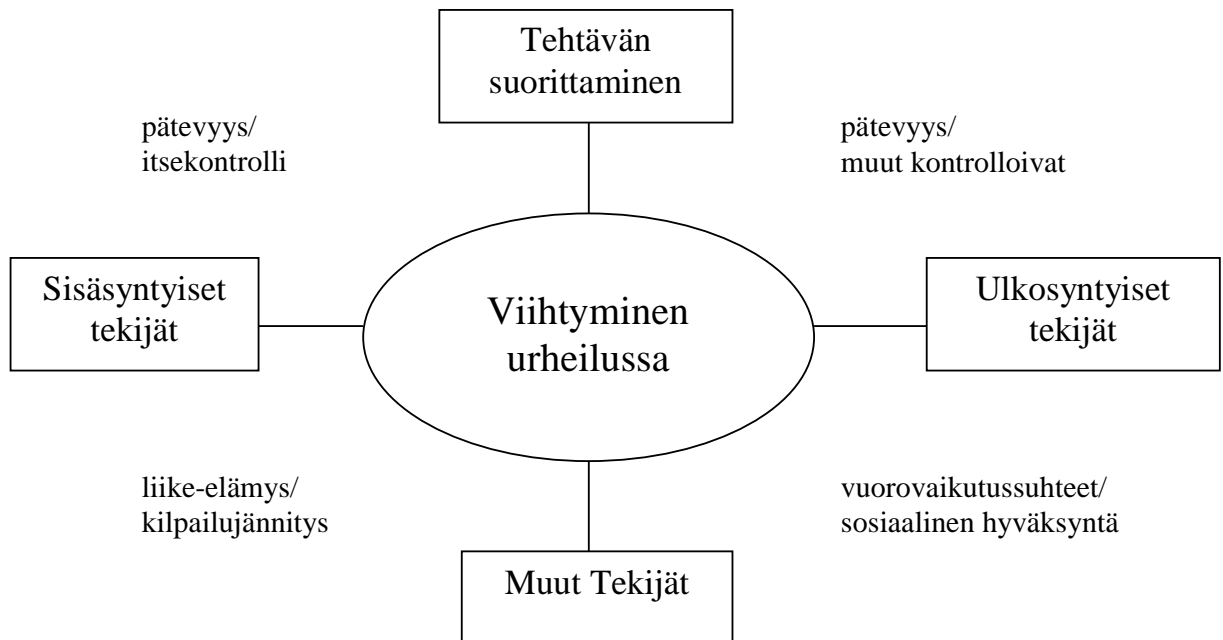 Tehtävän
suorittaminen
pätevyys/
itsekontrolli
pätevyys/
muut kontrolloivat
Sisäsyntyiset
tekijät
Viihtyminen
urheilussa
Ulkosyntyiset
tekijät
liike-elämys/
kilpailujännitys
vuorovaikutussuhteet/
sosiaalinen hyväksyntä
Muut Tekijät